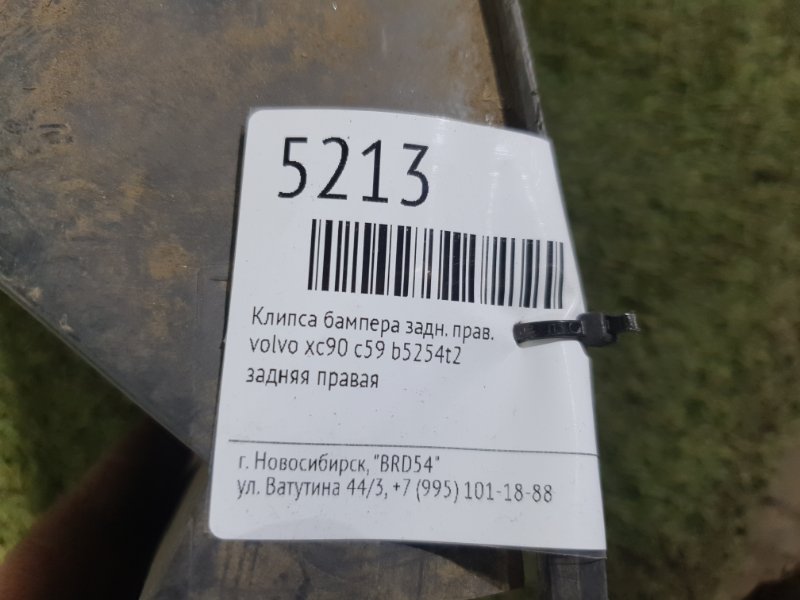 5213
Клипса бампера задн. прав.
volvo xc90 c59 b5254t2
задняя правая
г. Новосибирск, "BRD54"
ул. Ватутина 44/3, +7 (995) 101-18-88